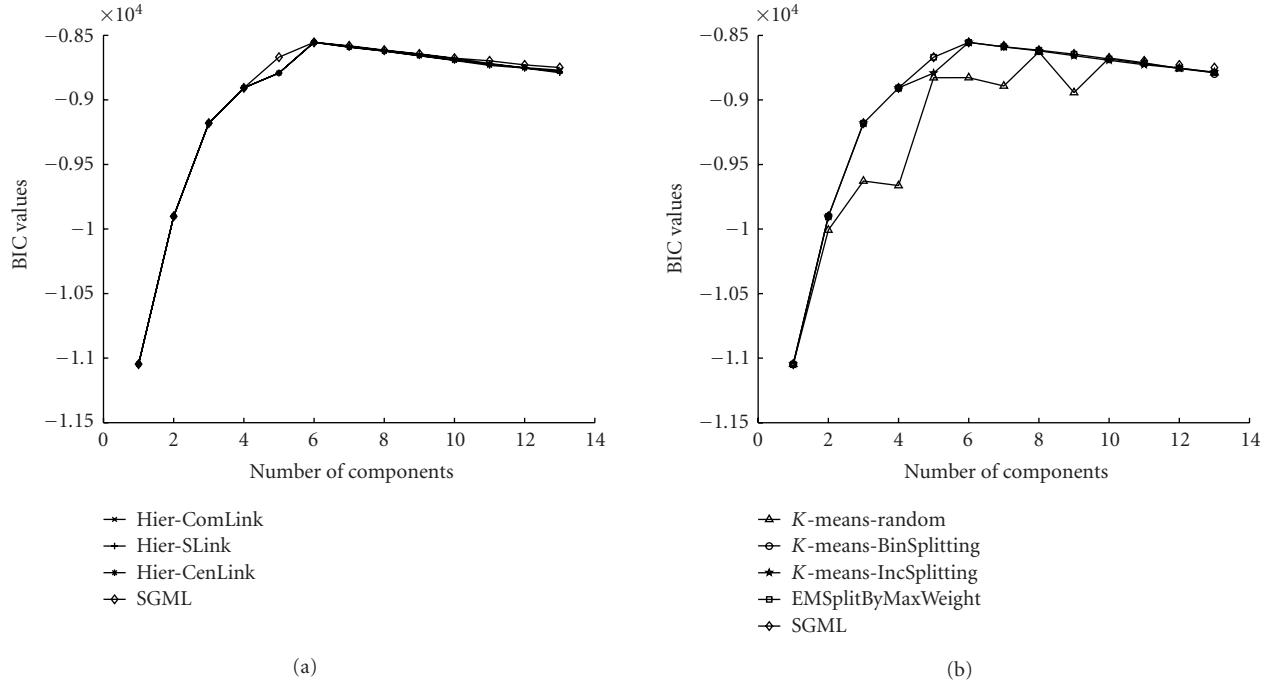 ×10⁴
−0.85
−0.9
−0.95
−1
−1.05
−1.1
−1.15
BIC values
0 2 4 6 8 10 12 14
Number of components
Hier-ComLink
Hier-SLink
Hier-CenLink
SGML
(a)
×10⁴
−0.85
−0.9
−0.95
−1
−1.05
−1.1
−1.15
BIC values
0 2 4 6 8 10 12 14
Number of components
K-means-random
K-means-BinSplitting
K-means-IncSplitting
EMSplitByMaxWeight
SGML
(b)